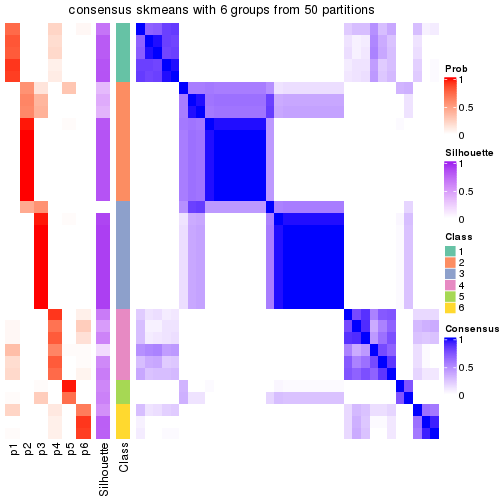 consensus skmeans with 6 groups from 50 partitions
Prob
1
0.5
0
Silhouette
1
0.5
0
Class
1
2
3
4
5
6
Consensus
1
0.5
0
p1
p2
p3
p4
p5
p6
Silhouette
Class